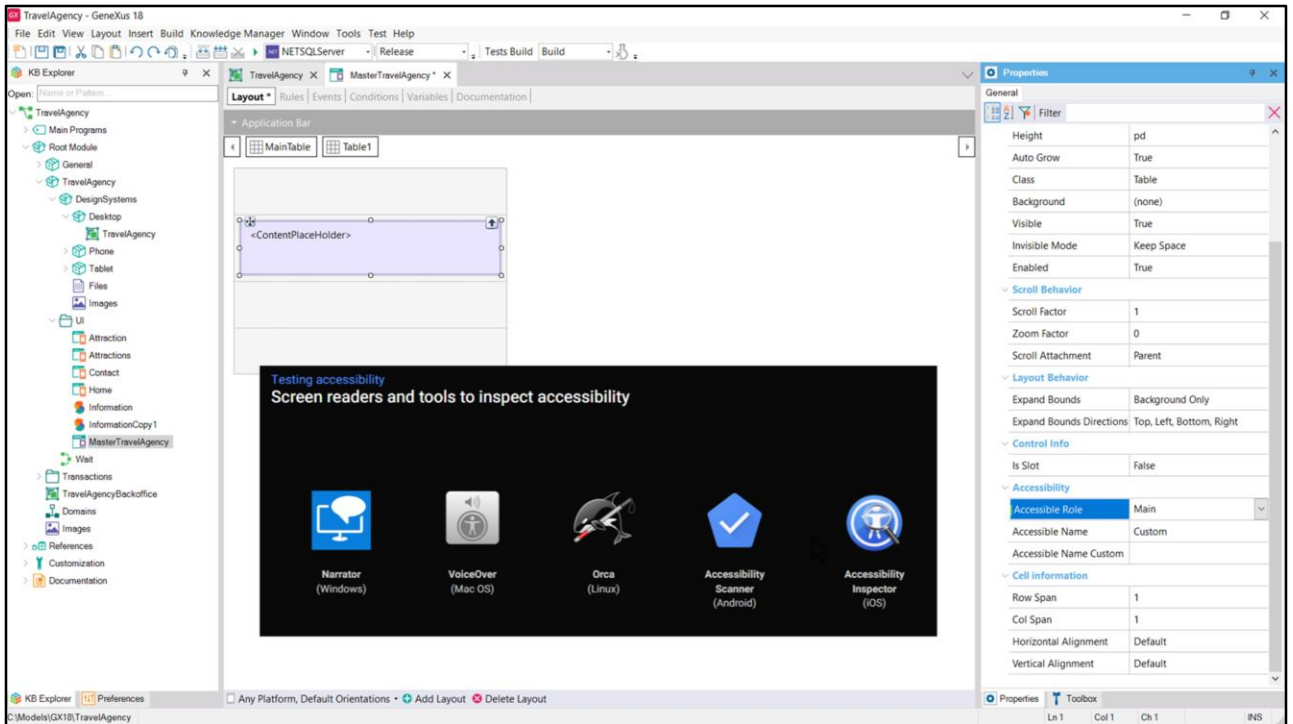 TravelAgency - GeneXus 18
File Edit View Layout Insert Build Knowledge Manager Window Tools Test Help
NETSQLServer Release Tests Build Build
KB Explorer
Open: Name or Pattern...
TravelAgency
Main Programs
Root Module
General
TravelAgency
DesignSystems
Desktop
TravelAgency
Phone
Tablet
Files
Images
UI
Attraction
Attractions
Contact
Home
Information
InformationCopy1
MasterTravelAgency
Wait
Transactions
TravelAgencyBackoffice
Domains
Images
References
Customization
Documentation
KB Explorer Preferences
TravelAgency X MasterTravelAgency * X
Layout * Rules Events Conditions Variables Documentation
Application Bar
MainTable Table1
<ContentPlaceHolder>
Testing accessibility
Screen readers and tools to inspect accessibility
Narrator
(Windows)
VoiceOver
(Mac OS)
Orca
(Linux)
Accessibility
Scanner
(Android)
Accessibility
Inspector
(iOS)
Any Platform, Default Orientations Add Layout Delete Layout
Properties
General
Filter
Height pd
Auto Grow True
Class Table
Background (none)
Visible True
Invisible Mode Keep Space
Enabled True
Scroll Behavior
Scroll Factor 1
Zoom Factor 0
Scroll Attachment Parent
Layout Behavior
Expand Bounds Background Only
Expand Bounds Directions Top, Left, Bottom, Right
Control Info
Is Slot False
Accessibility
Accessible Role Main
Accessible Name Custom
Accessible Name Custom
Cell information
Row Span 1
Col Span 1
Horizontal Alignment Default
Vertical Alignment Default
Properties Toolbox
C:\Models\GX18\TravelAgency
Ln 1 Col 1 Ch 1 INS